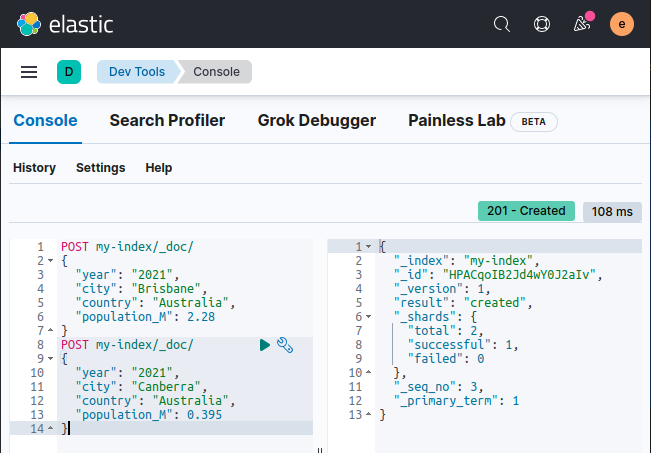 elastic
e
D Dev Tools Console
Console Search Profiler Grok Debugger Painless Lab BETA
History Settings Help
201 - Created 108 ms
1 POST my-index/_doc/
2 {
3 "year": "2021",
4 "city": "Brisbane",
5 "country": "Australia",
6 "population_M": 2.28
7 }
8 POST my-index/_doc/
9 {
10 "year": "2021",
11 "city": "Canberra",
12 "country": "Australia",
13 "population_M": 0.395
14 }
1 {
2 "_index": "my-index",
3 "_id": "HPACqoIB2Jd4wY0J2aIv",
4 "_version": 1,
5 "result": "created",
6 "_shards": {
7 "total": 2,
8 "successful": 1,
9 "failed": 0
10 },
11 "_seq_no": 3,
12 "_primary_term": 1
13 }